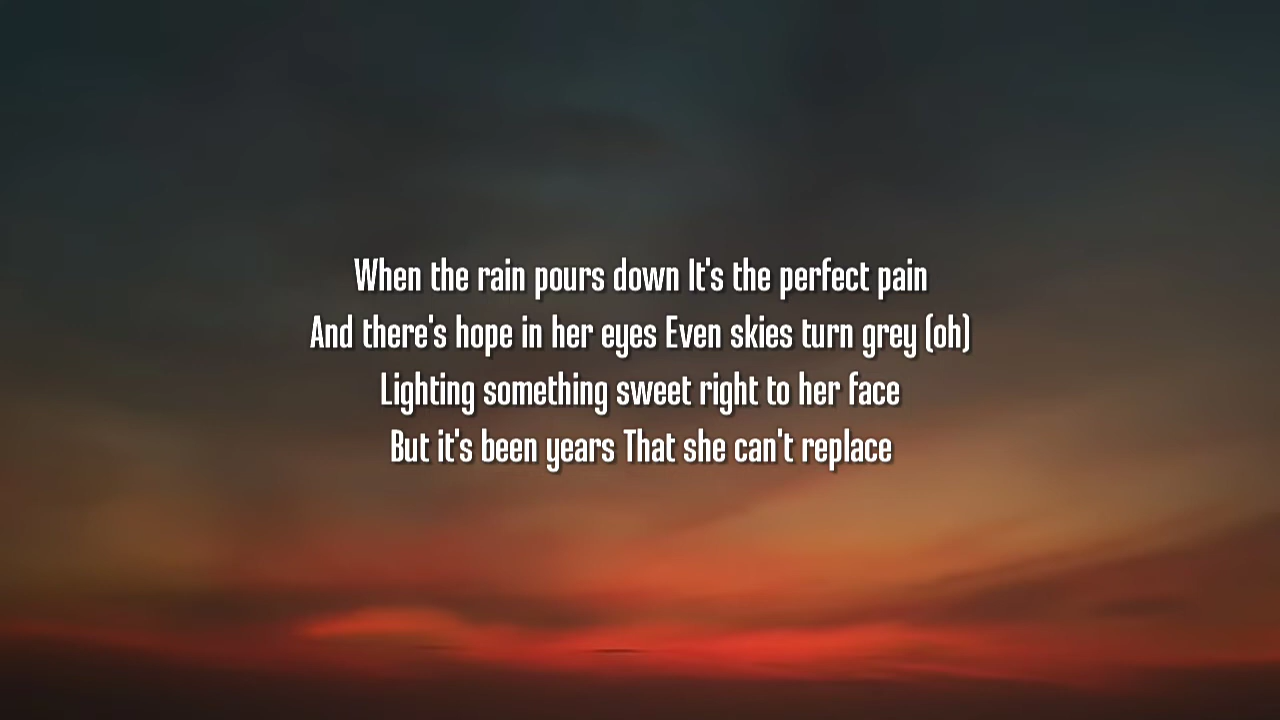 When the rain pours down It's the perfect pain
And there's hope in her eyes Even skies turn grey (oh)
Lighting something sweet right to her face
But it's been years That she can't replace